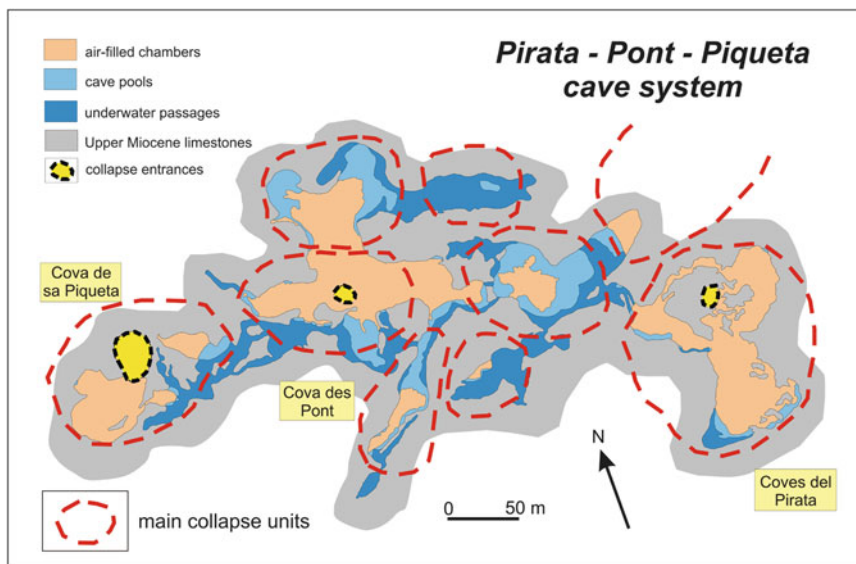 Pirata - Pont - Piqueta
cave system
air-filled chambers
cave pools
underwater passages
Upper Miocene limestones
collapse entrances
Cova de
sa Piqueta
Cova des
Pont
Coves del
Pirata
N
0 50 m
main collapse units